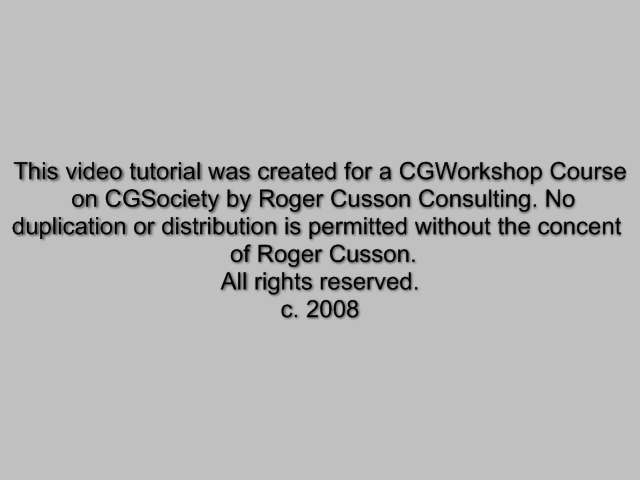 This video tutorial was created for a CGWorkshop Course
on CGSociety by Roger Cusson Consulting. No
duplication or distribution is permitted without the concent
of Roger Cusson.
All rights reserved.
c. 2008